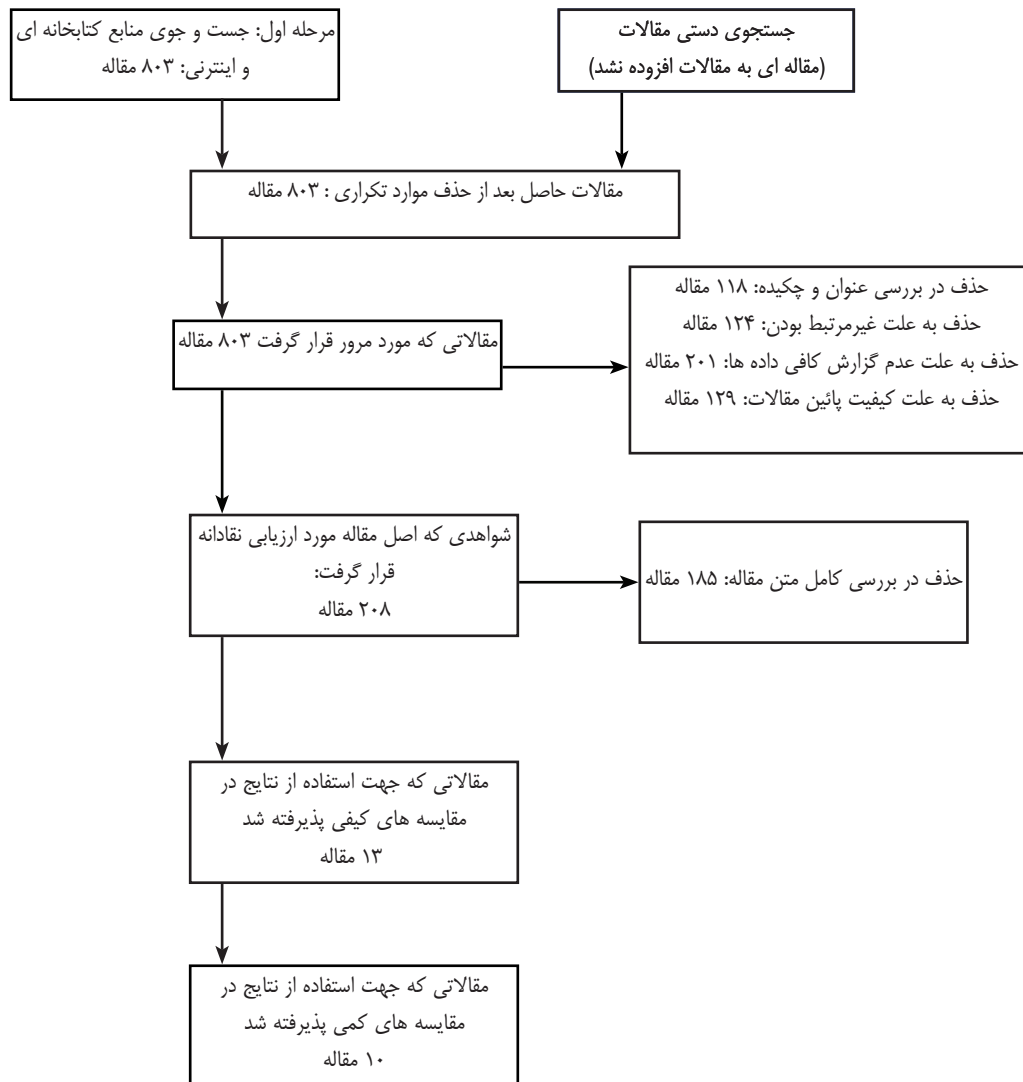 مرحله اول: جست و جوی منابع کتابخانه ای
و اینترنی: ۸۰۳ مقاله
جستجوی دستی مقالات
(مقاله ای به مقالات افزوده نشد)
مقالات حاصل بعد از حذف موارد تکراری : ۸۰۳ مقاله
مقالاتی که مورد مرور قرار گرفت ۸۰۳ مقاله
حذف در بررسی عنوان و چکیده: ۱۱۸ مقاله
حذف به علت غیرمرتبط بودن: ۱۲۴ مقاله
حذف به علت عدم گزارش کافی داده ها: ۲۰۱ مقاله
حذف به علت کیفیت پائین مقالات: ۱۲۹ مقاله
شواهدی که اصل مقاله مورد ارزیابی نقادانه
قرار گرفت:
۲۰۸ مقاله
حذف در بررسی کامل متن مقاله: ۱۸۵ مقاله
مقالاتی که جهت استفاده از نتایج در
مقایسه های کیفی پذیرفته شد
۱۳ مقاله
مقالاتی که جهت استفاده از نتایج در
مقایسه های کمی پذیرفته شد
۱۰ مقاله